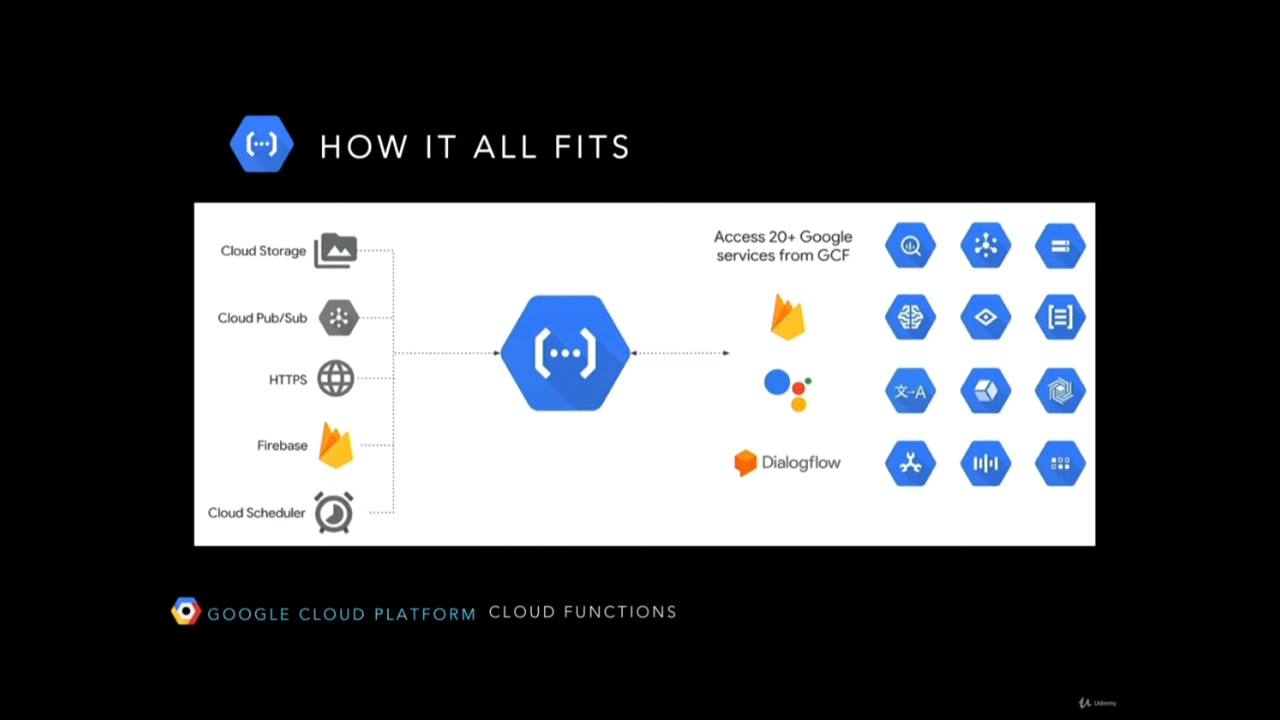 HOW IT ALL FITS
Cloud Storage
Cloud Pub/Sub
HTTPS
Firebase
Cloud Scheduler
Access 20+ Google
services from GCF
Dialogflow
文→A
GOOGLE CLOUD PLATFORM CLOUD FUNCTIONS
Udemy